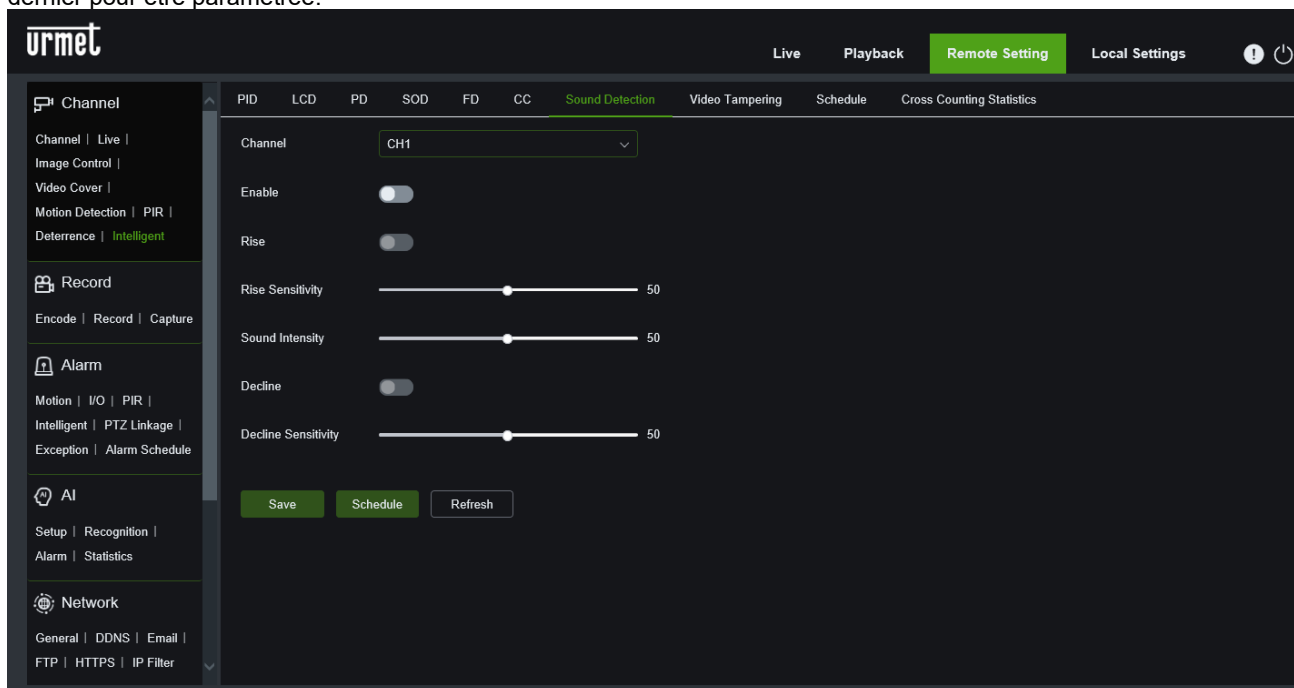 dernier pour être paramétrée.
urmet
Live Playback Remote Setting Local Settings
Channel
Channel | Live |
Image Control |
Video Cover |
Motion Detection | PIR |
Deterrence | Intelligent
Record
Encode | Record | Capture
Alarm
Motion | I/O | PIR |
Intelligent | PTZ Linkage |
Exception | Alarm Schedule
AI
Setup | Recognition |
Alarm | Statistics
Network
General | DDNS | Email |
FTP | HTTPS | IP Filter
PID LCD PD SOD FD CC Sound Detection Video Tampering Schedule Cross Counting Statistics
Channel CH1
Enable
Rise
Rise Sensitivity 50
Sound Intensity 50
Decline
Decline Sensitivity 50
Save Schedule Refresh